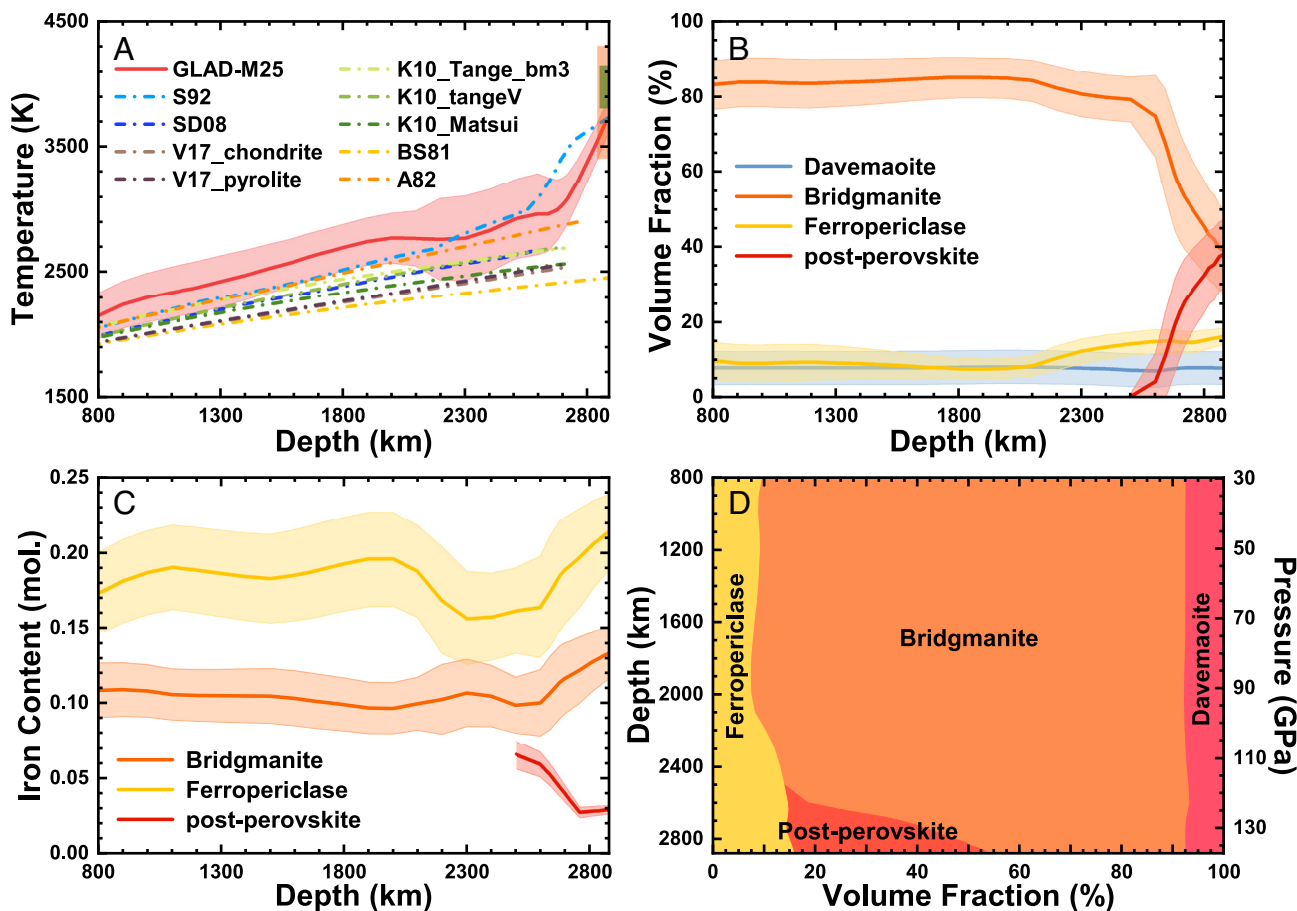 A
4500
3500
2500
1500
Temperature (K)
GLAD-M25
S92
SD08
V17_chondrite
V17_pyrolite
K10_Tange_bm3
K10_tangeV
K10_Matsui
BS81
A82
800 1300 1800 2300 2800
Depth (km)
B
100
80
60
40
20
0
Volume Fraction (%)
Davemaoite
Bridgmanite
Ferropericlase
post-perovskite
800 1300 1800 2300 2800
Depth (km)
C
0.25
0.20
0.15
0.10
0.05
0.00
Iron Content (mol.)
Bridgmanite
Ferropericlase
post-perovskite
800 1300 1800 2300 2800
Depth (km)
D
800
1200
1600
2000
2400
2800
Depth (km)
Ferropericlase
Bridgmanite
Davemaoite
Post-perovskite
30
50
70
90
110
130
Pressure (GPa)
0 20 40 60 80 100
Volume Fraction (%)